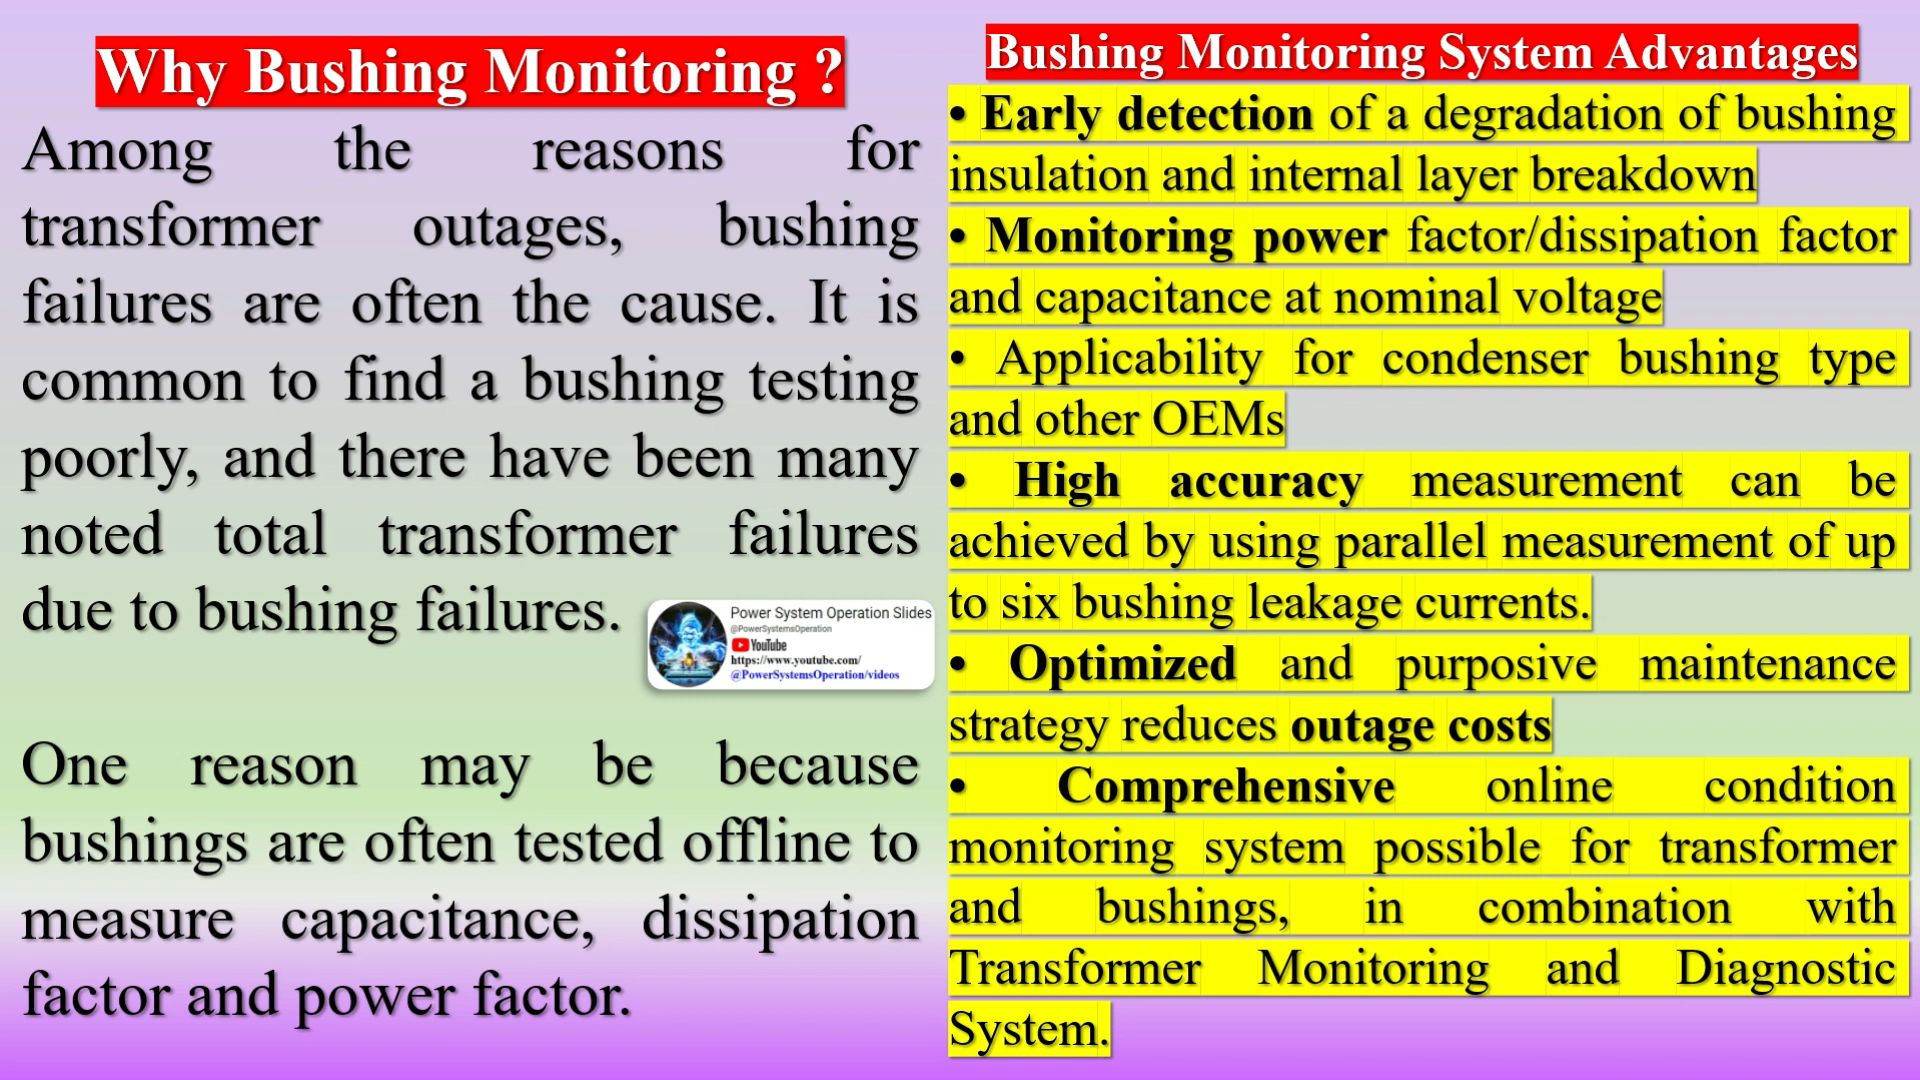 Why Bushing Monitoring ?
Among the reasons for
transformer outages, bushing
failures are often the cause. It is
common to find a bushing testing
poorly, and there have been many
noted total transformer failures
due to bushing failures.
Power System Operation Slides
@PowerSystemsOperation
YouTube
https://www.youtube.com/
@PowerSystemsOperation/videos
One reason may be because
bushings are often tested offline to
measure capacitance, dissipation
factor and power factor.
Bushing Monitoring System Advantages
• Early detection of a degradation of bushing
insulation and internal layer breakdown
• Monitoring power factor/dissipation factor
and capacitance at nominal voltage
• Applicability for condenser bushing type
and other OEMs
• High accuracy measurement can be
achieved by using parallel measurement of up
to six bushing leakage currents.
• Optimized and purposive maintenance
strategy reduces outage costs
• Comprehensive online condition
monitoring system possible for transformer
and bushings, in combination with
Transformer Monitoring and Diagnostic
System.